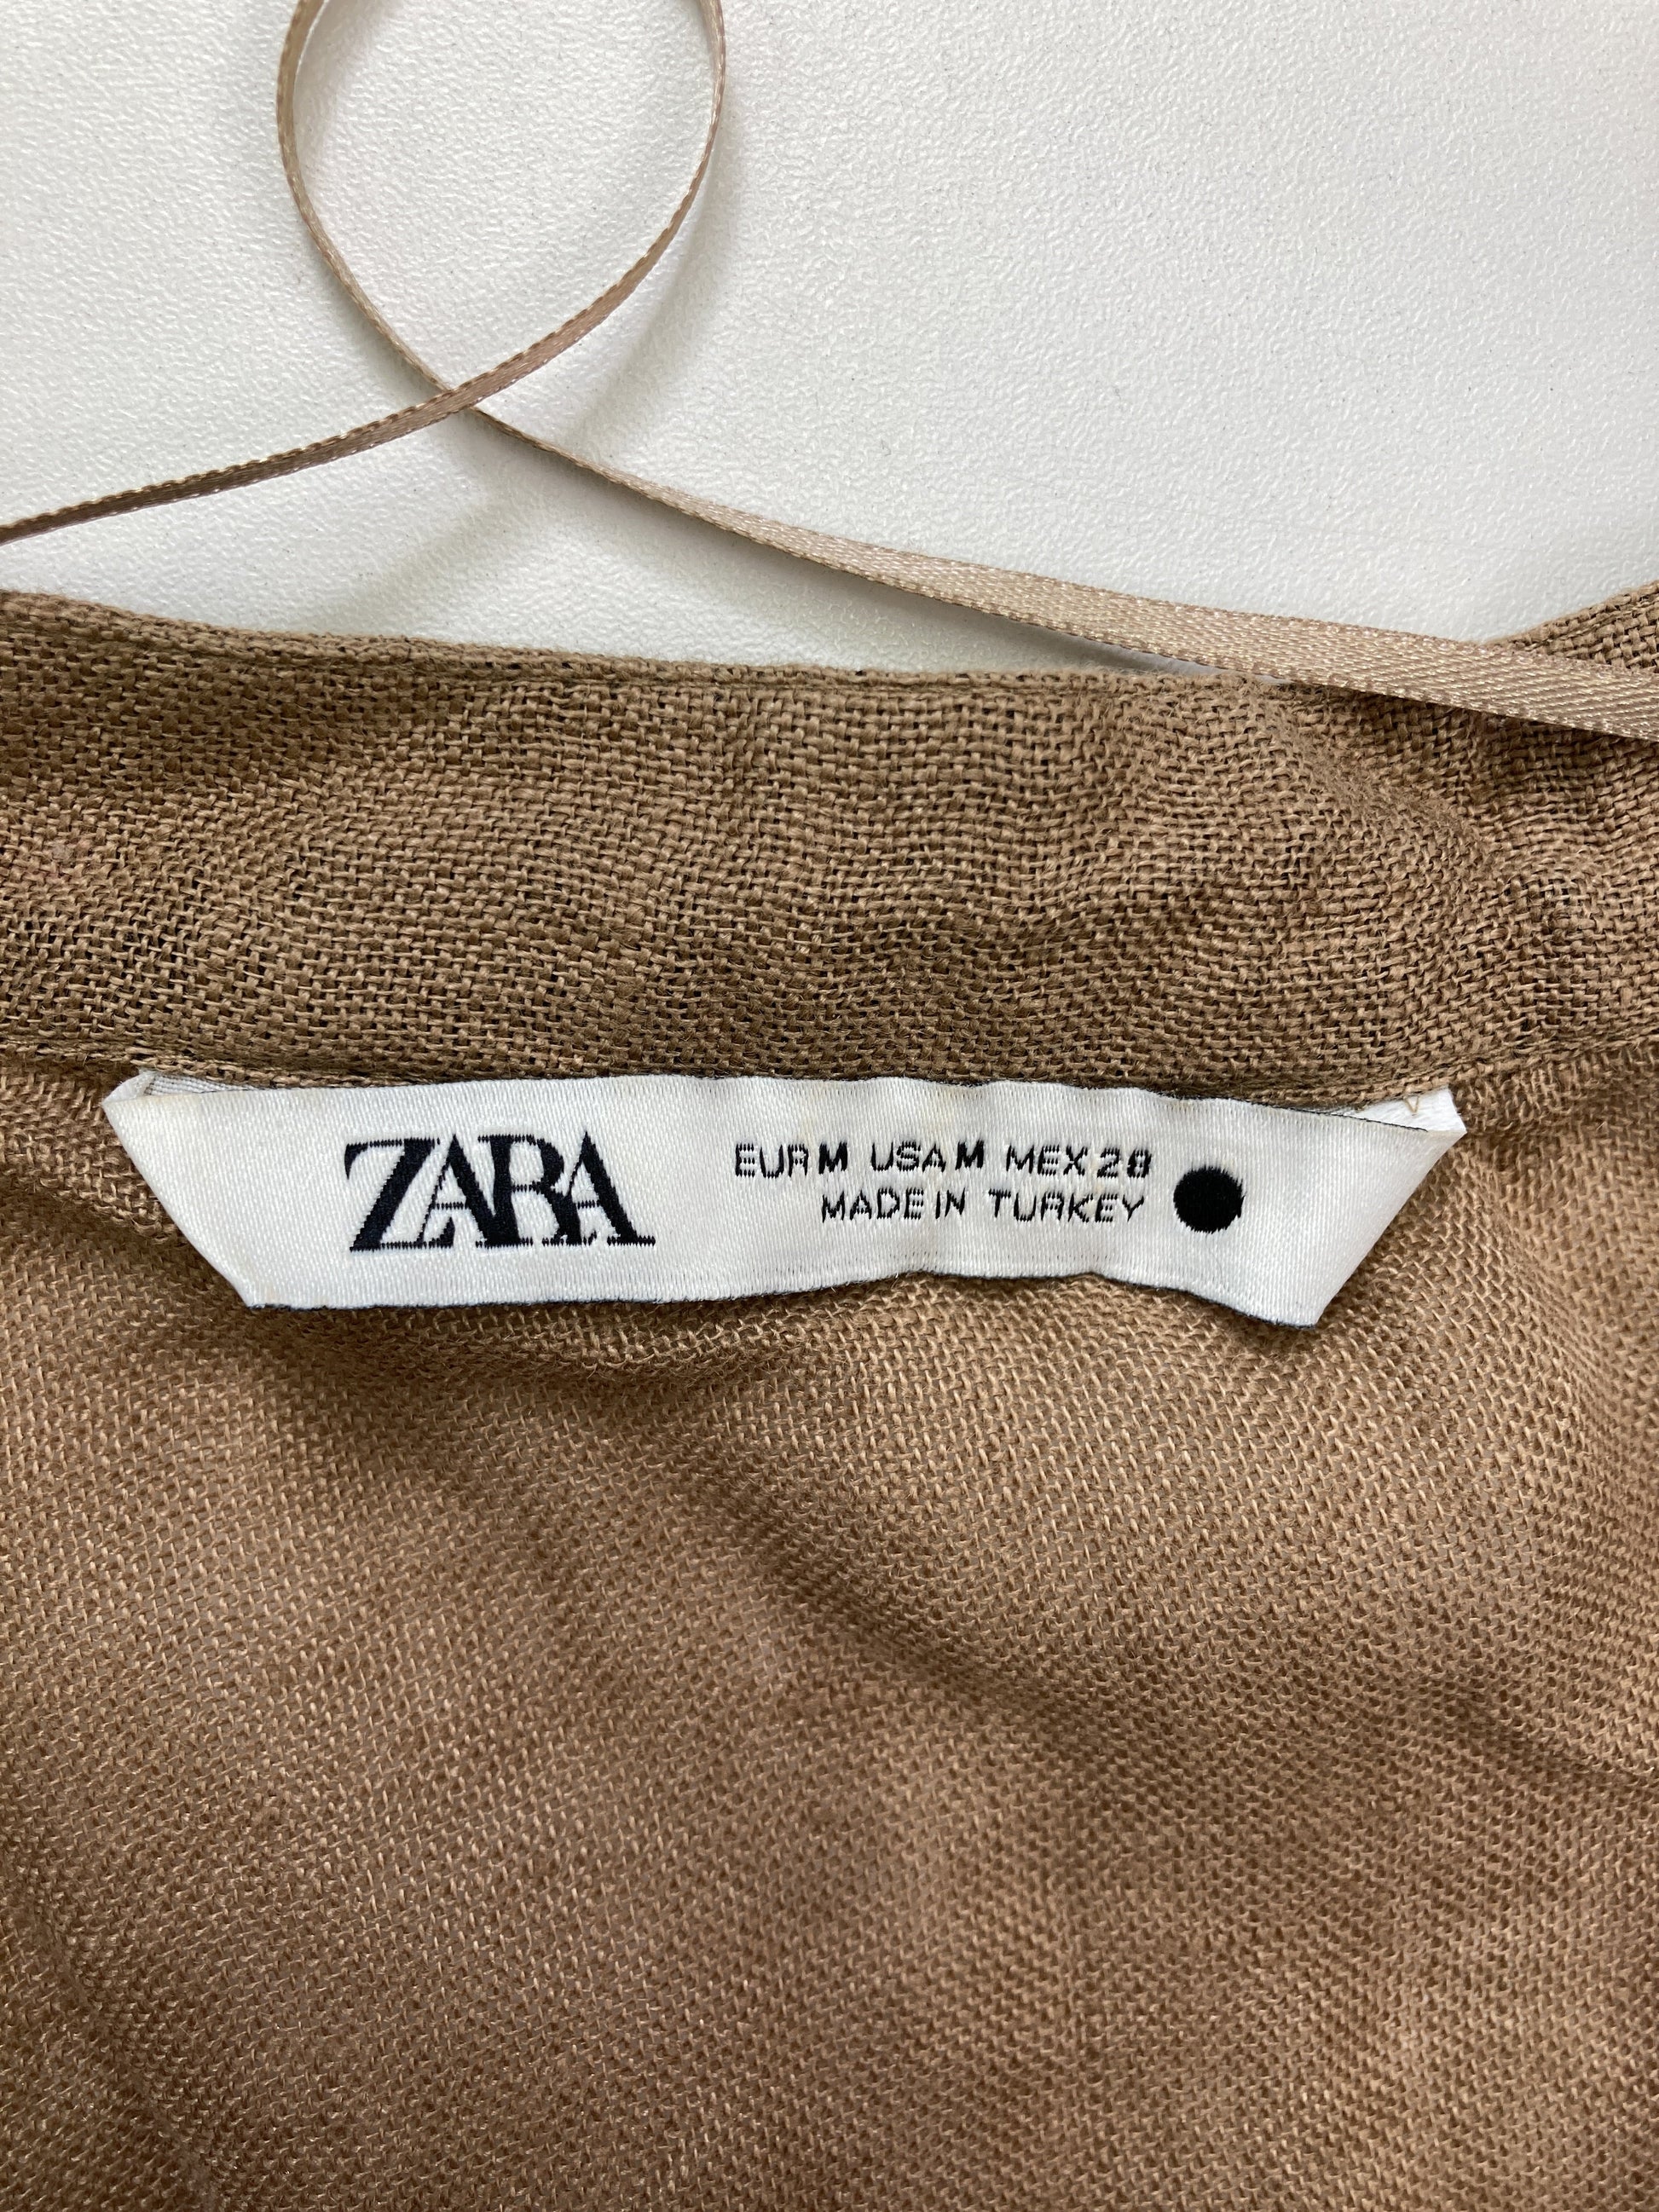 ZARA
EUR M USA M MEX 28
MADE IN TURKEY